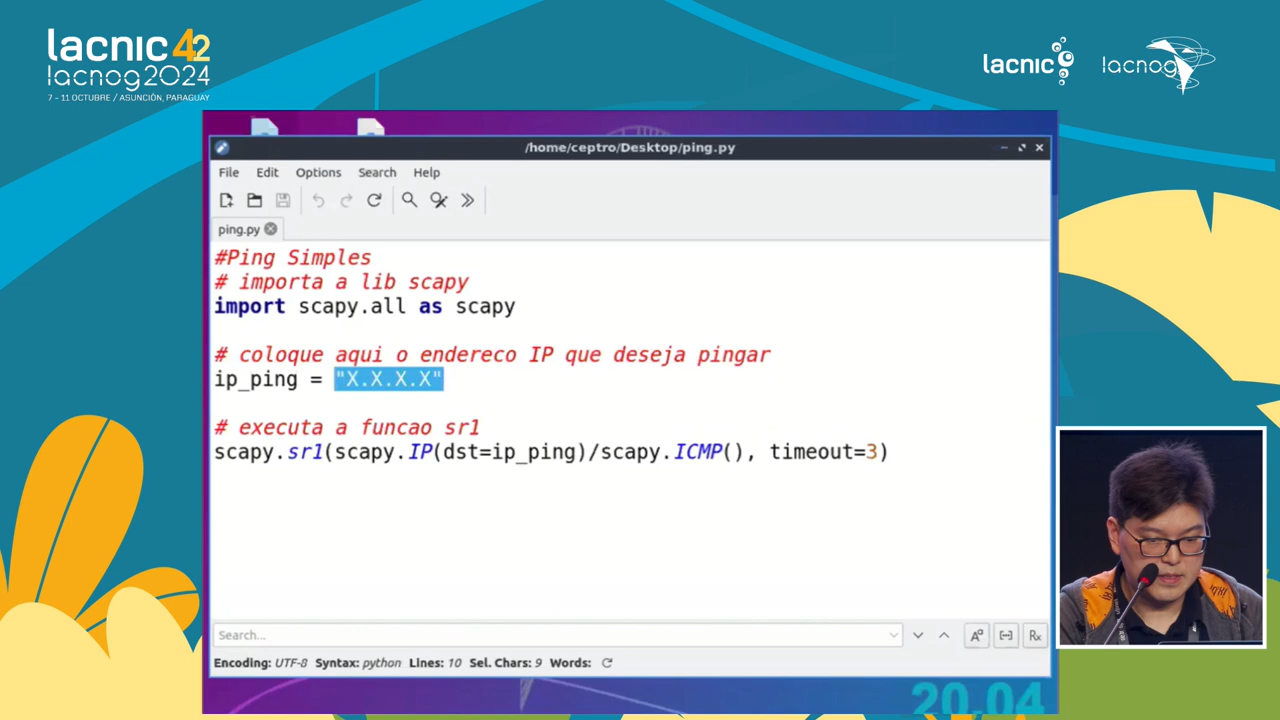 lacnic 42
lacnog2024
7 - 11 OCTUBRE / ASUNCIÓN, PARAGUAY
lacnic
lacnog
/home/ceptro/Desktop/ping.py
File Edit Options Search Help
ping.py
#Ping Simples
# importa a lib scapy
import scapy.all as scapy
# coloque aqui o endereco IP que deseja pingar
ip_ping = "X.X.X.X"
# executa a funcao sr1
scapy.sr1(scapy.IP(dst=ip_ping)/scapy.ICMP(), timeout=3)
Search...
Encoding: UTF-8 Syntax: python Lines: 10 Sel. Chars: 9 Words:
20.04